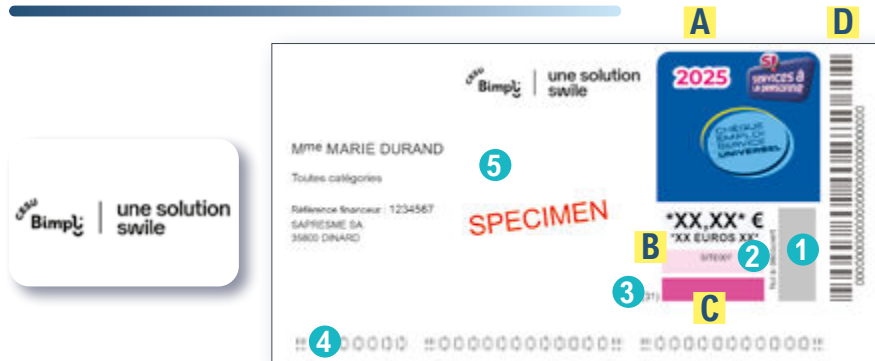 A
D
cesu
Bimpli
une solution
swile
2025
services à
la personne
CHÈQUE
EMPLOI
SERVICE
UNIVERSEL
Mme MARIE DURAND
5
Toutes catégories
Référence financeur : 1234567
SAPRESME SA
35800 DINARD
SPECIMEN
*XX,XX* €
*XX EUROS XX*
B
2
1
3
C
4
cesu
Bimpli
une solution
swile